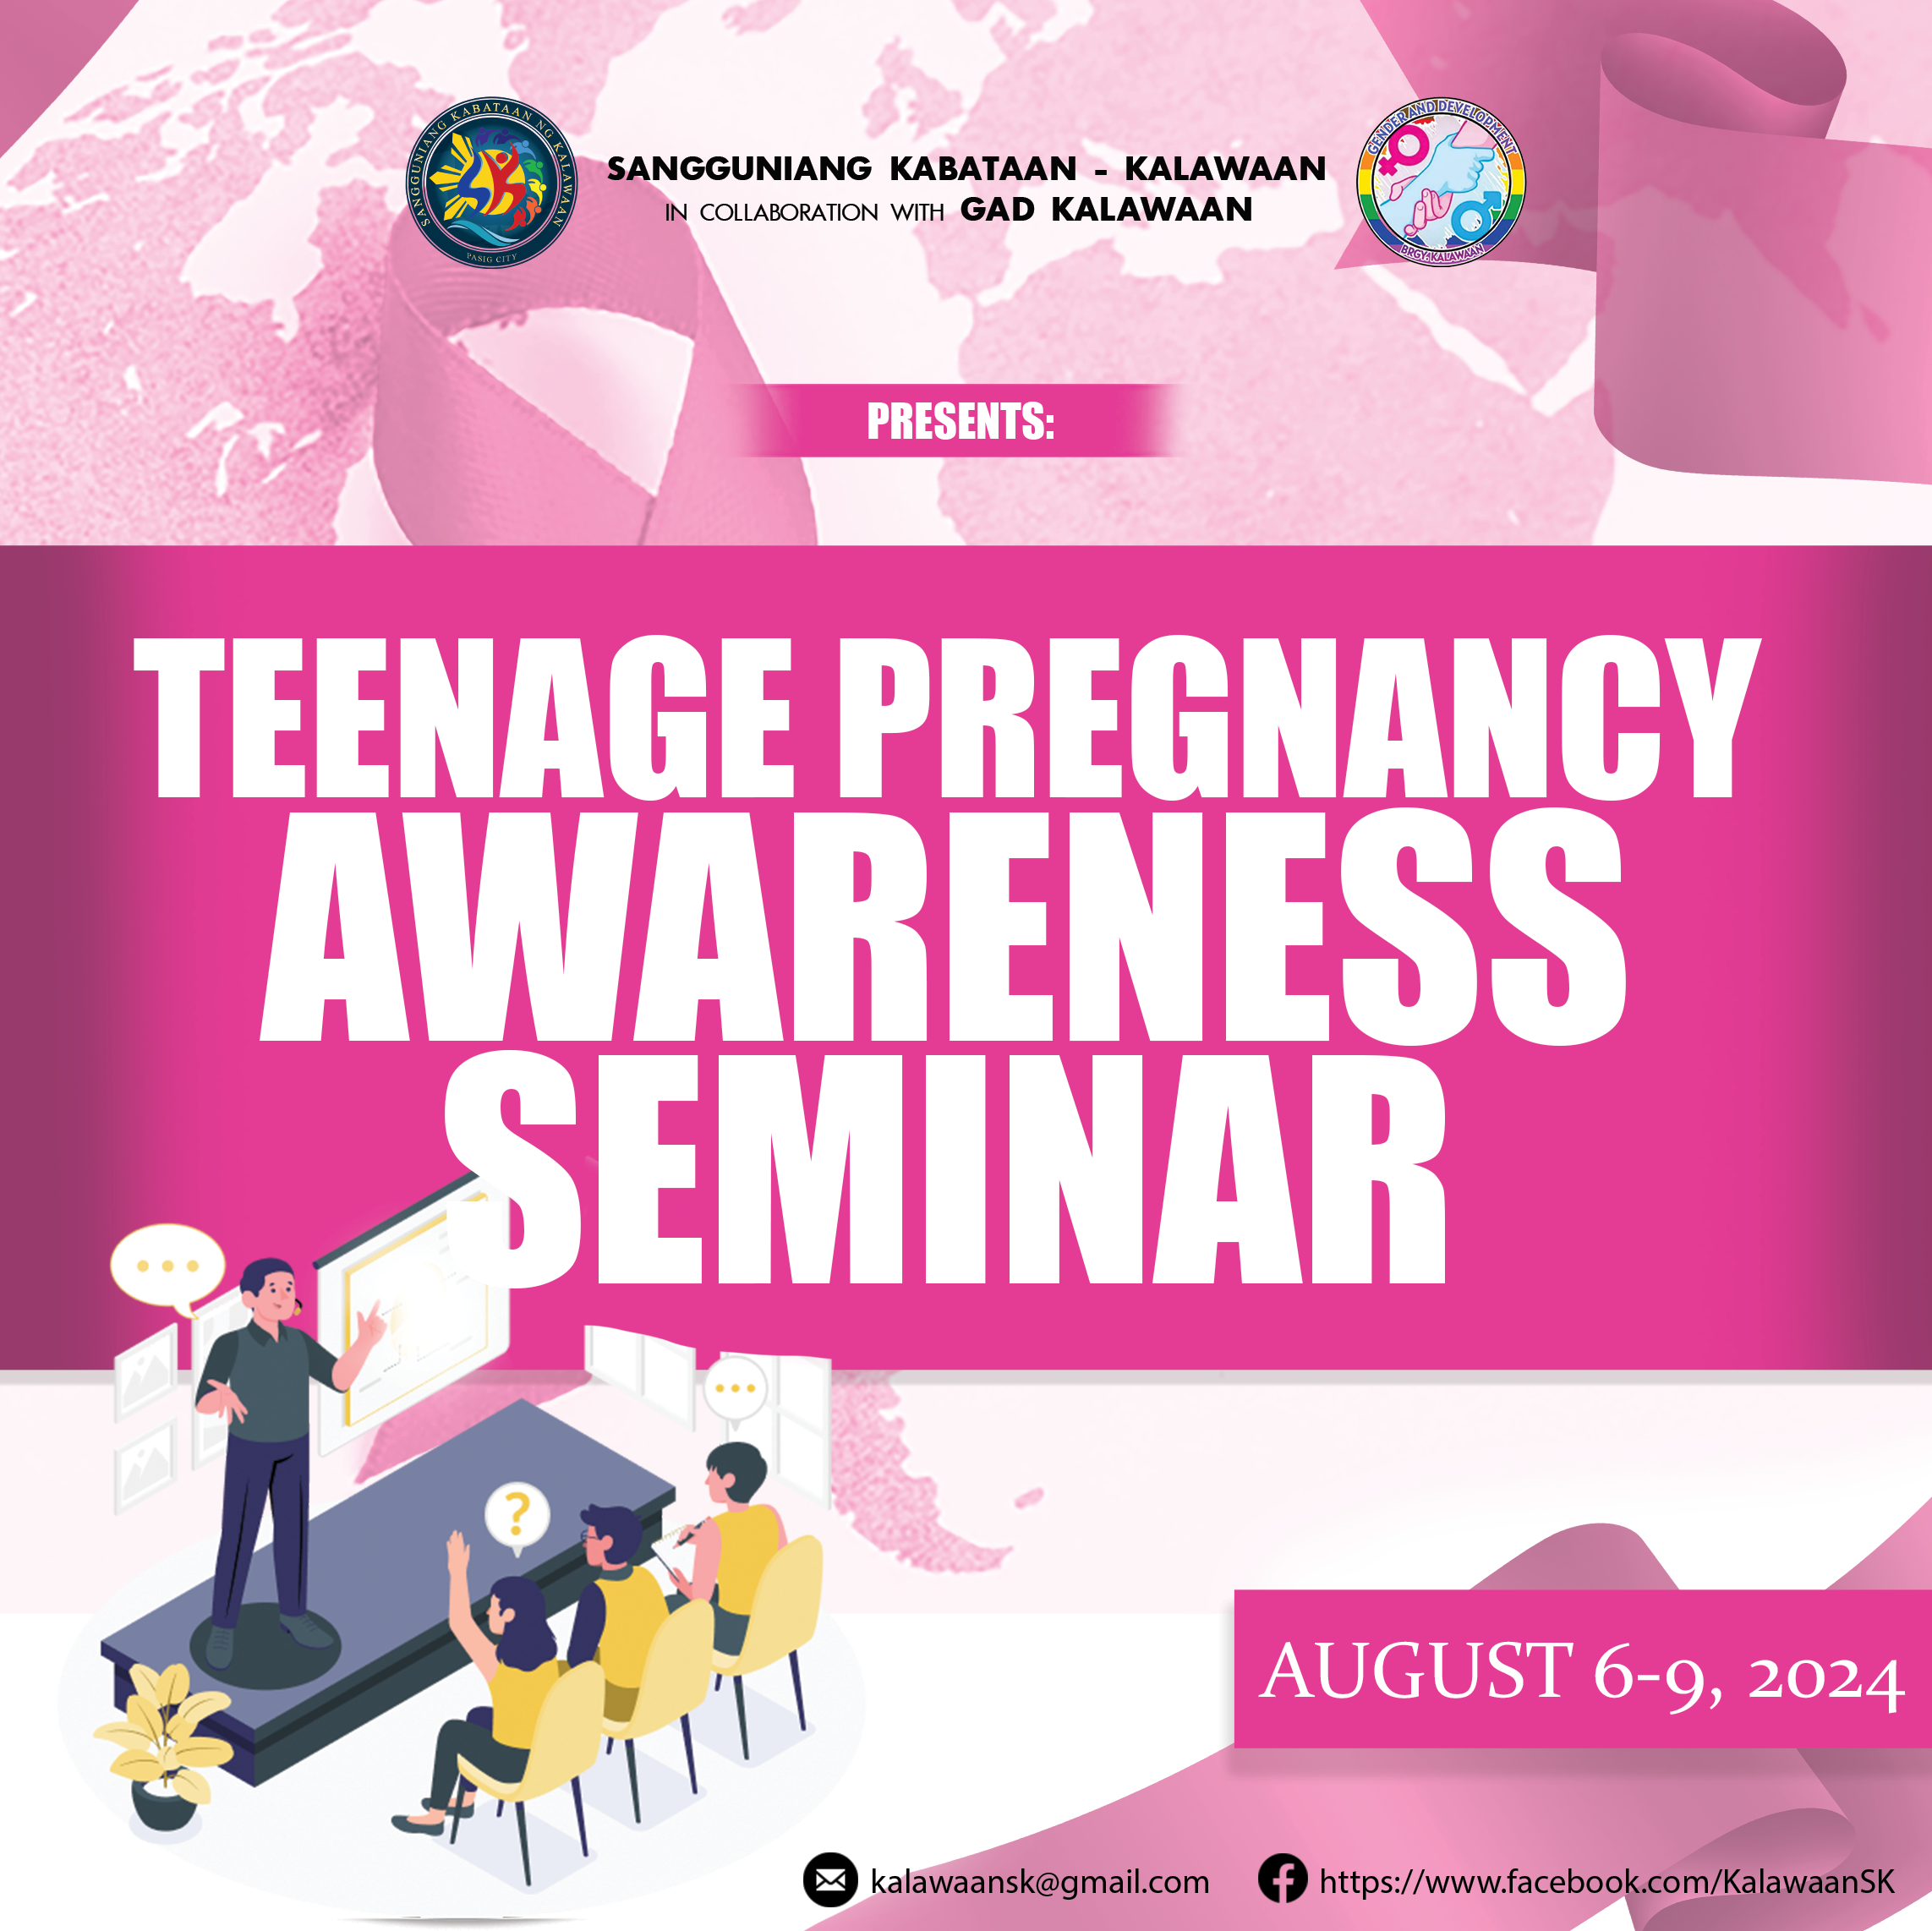 SANGGUNIANG KABATAAN NG KALAWAAN
PASIG CITY
SANGGUNIANG KABATAAN - KALAWAAN
IN COLLABORATION WITH GAD KALAWAAN
GENDER AND DEVELOPMENT
BRGY. KALAWAAN
PRESENTS:
TEENAGE PREGNANCY
AWARENESS
SEMINAR
?
AUGUST 6-9, 2024
kalawaansk@gmail.com
https://www.facebook.com/KalawaanSK